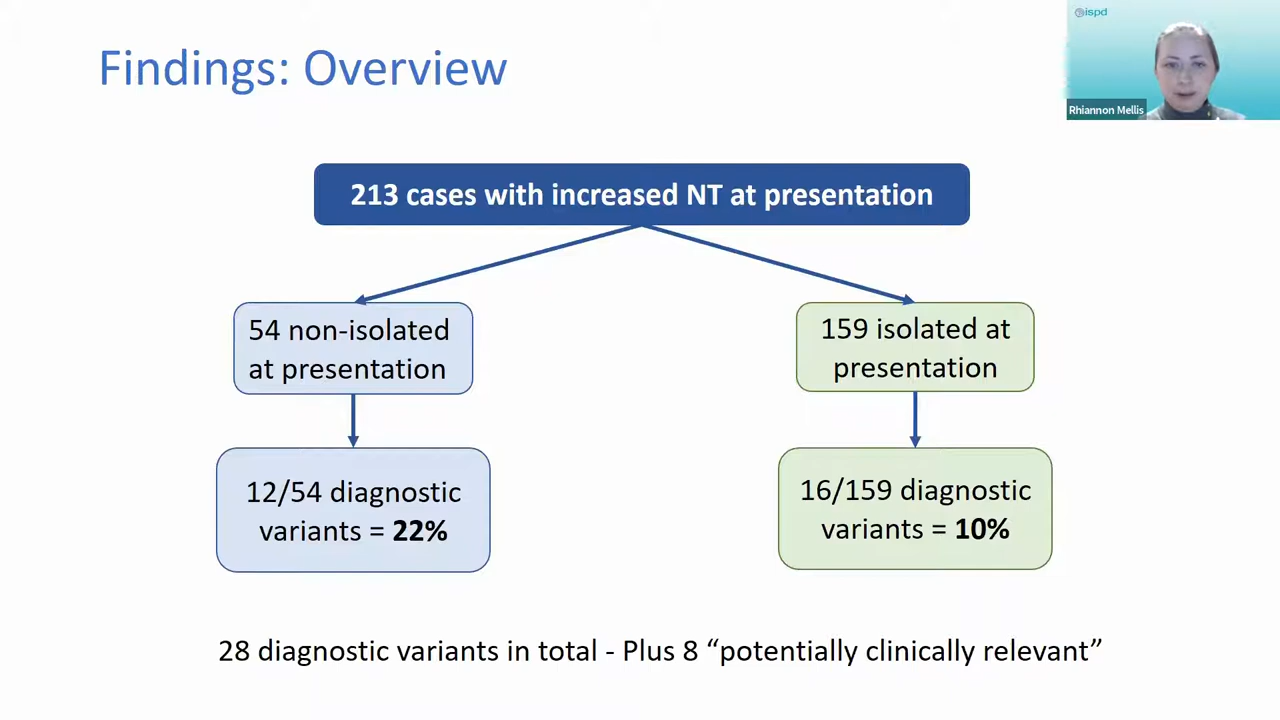 Findings: Overview
ispd
Rhiannon Mellis
213 cases with increased NT at presentation
54 non-isolated
at presentation
159 isolated at
presentation
12/54 diagnostic
variants = 22%
16/159 diagnostic
variants = 10%
28 diagnostic variants in total - Plus 8 “potentially clinically relevant”